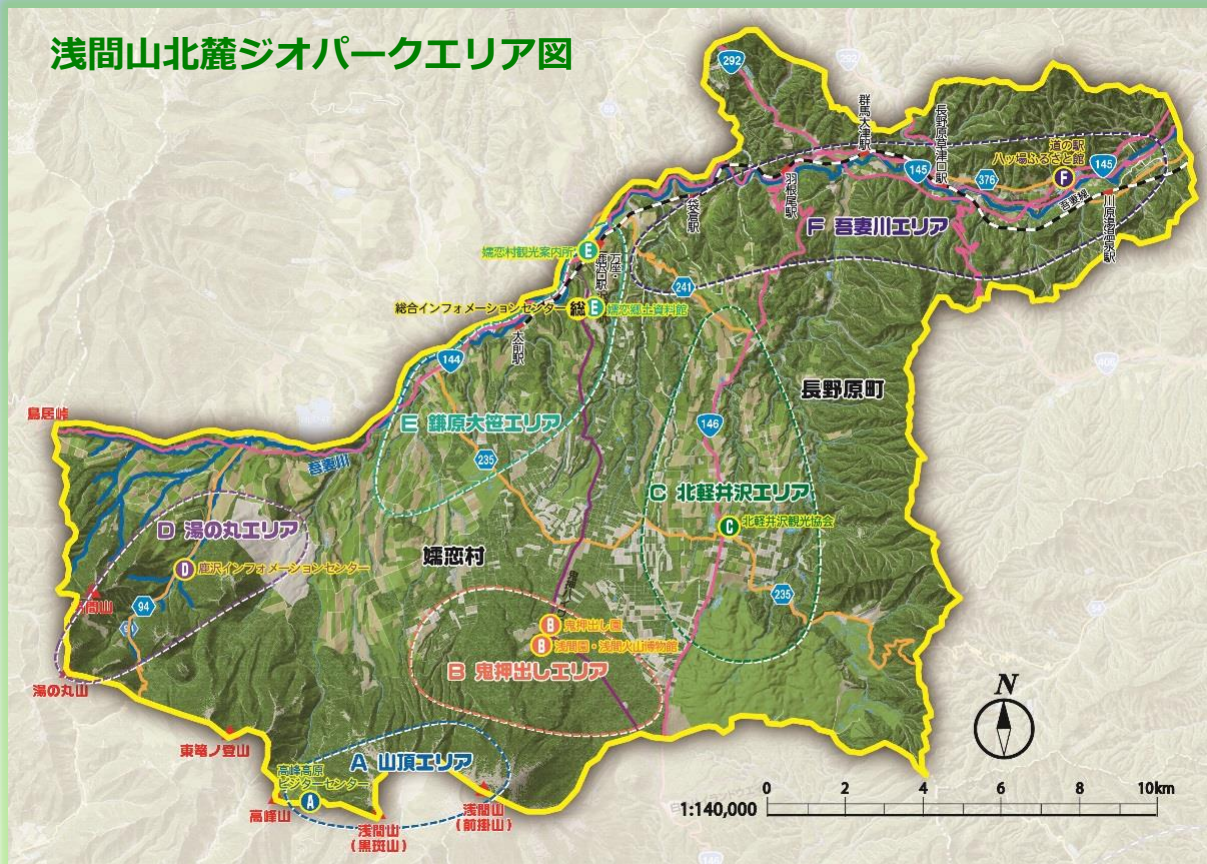 浅間山北麓ジオパークエリア図
292
群馬大津駅
長野原草津口駅
道の駅
八ッ場ふるさと館
F
145
145
376
吾妻線
川原湯温泉駅
羽根尾駅
袋倉駅
F 吾妻川エリア
嬬恋村観光案内所
E
万座・
鹿沢口駅
241
総合インフォメーションセンター
総
E
嬬恋郷土資料館
大前駅
144
長野原町
鳥居峠
吾妻川
E 鎌原大笹エリア
146
235
C 北軽井沢エリア
D 湯の丸エリア
C
北軽井沢観光協会
嬬恋村
D
鹿沢インフォメーションセンター
94
235
B
鬼押出し園
B
浅間園・浅間火山博物館
B 鬼押出しエリア
湯の丸山
東篭ノ登山
A 山頂エリア
高峰高原
ビジターセンター
A
高峰山
浅間山
(黒斑山)
浅間山
(前掛山)
N
0 2 4 6 8 10km
1:140,000